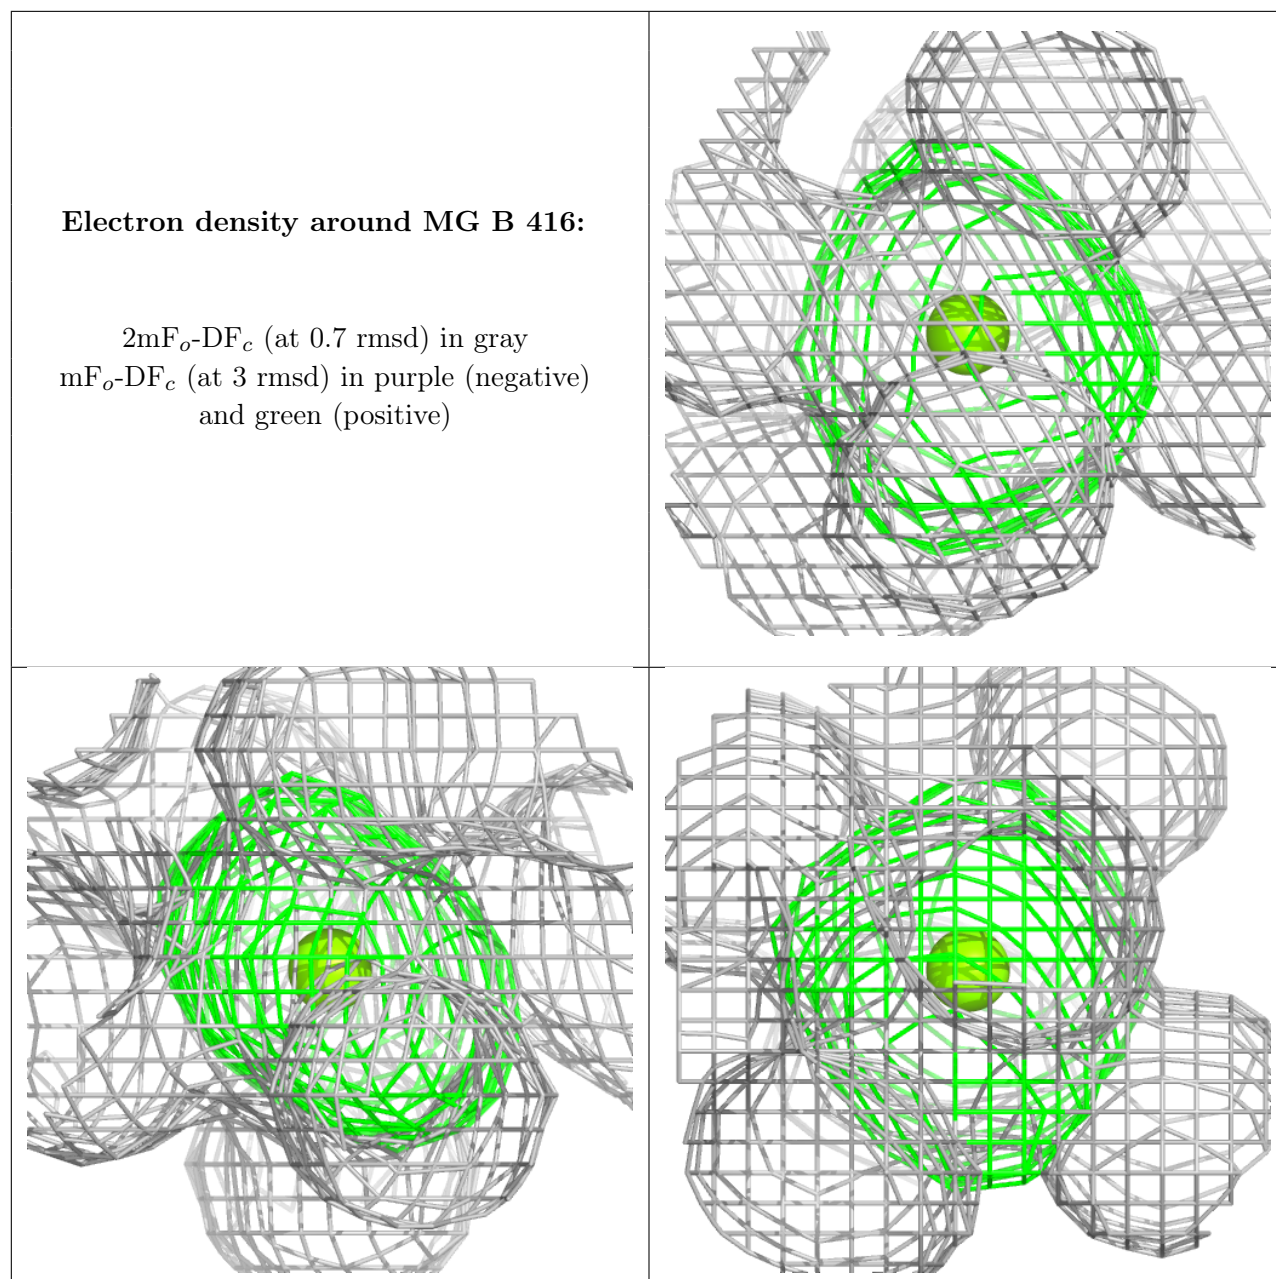 Electron density around MG B 416:
2mFo-DFc (at 0.7 rmsd) in gray
mFo-DFc (at 3 rmsd) in purple (negative)
and green (positive)